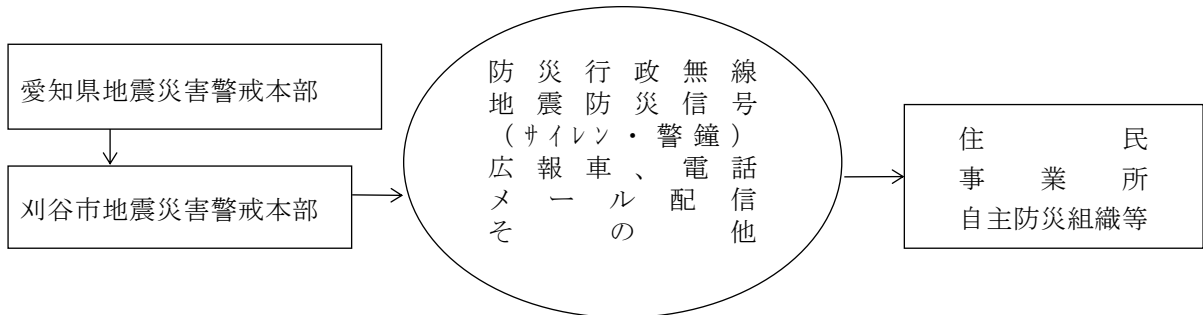 愛知県地震災害警戒本部
刈谷市地震災害警戒本部
防災行政無線
地震防災信号
(サイレン・警鐘)
広報車、電話
メール配信
その他
住民
事業所
自主防災組織等